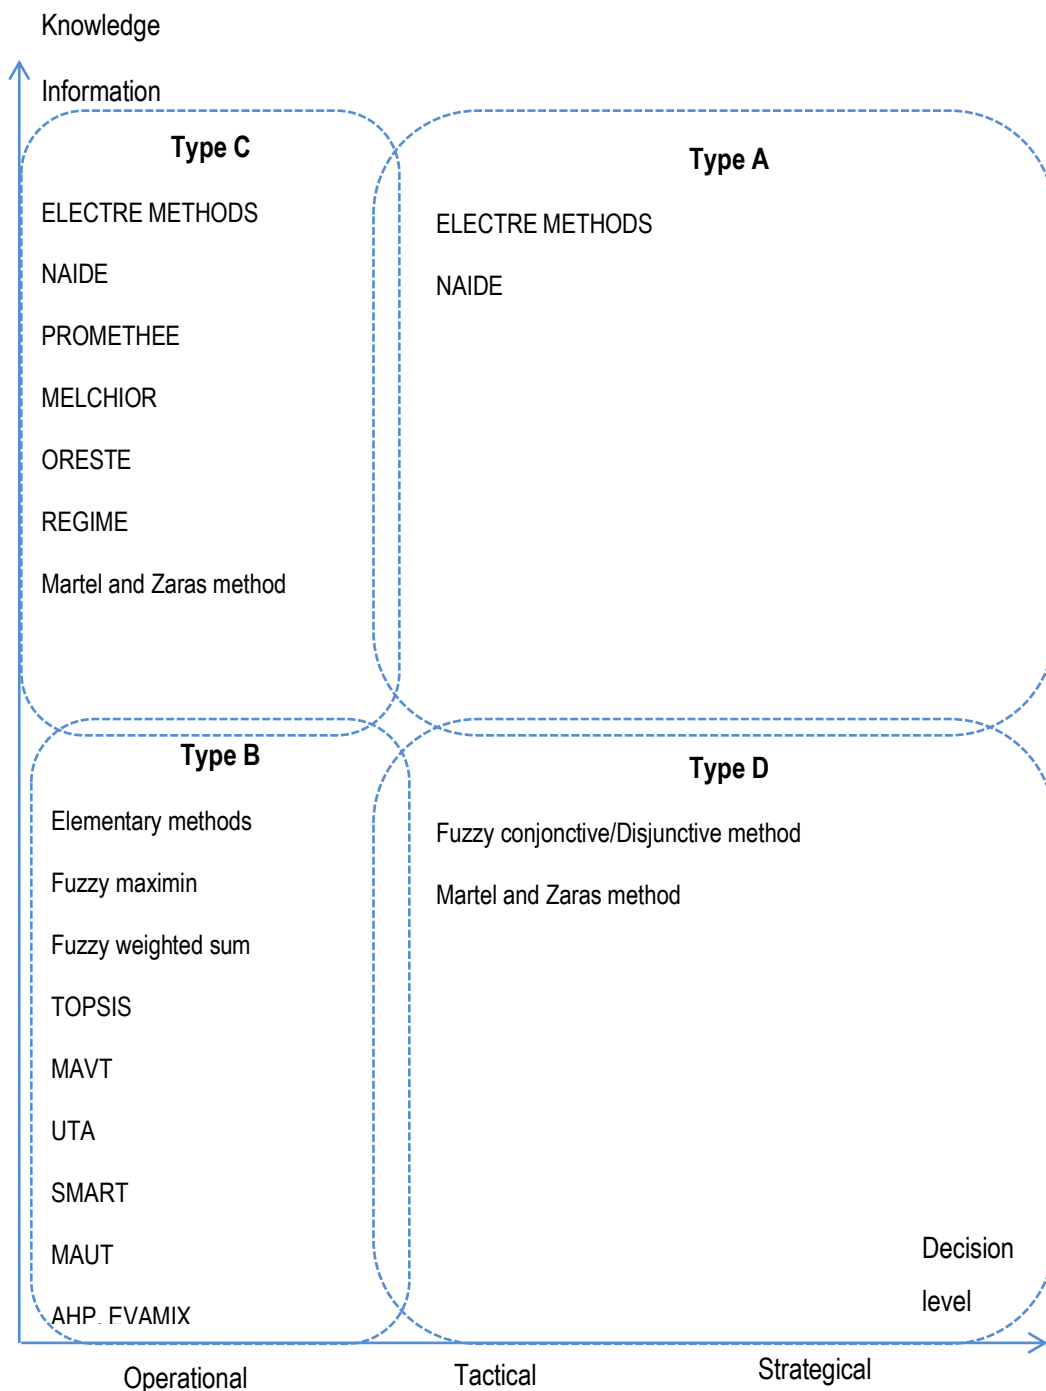 Knowledge
Information
Type C
ELECTRE METHODS
NAIDE
PROMETHEE
MELCHIOR
ORESTE
REGIME
Martel and Zaras method
Type A
ELECTRE METHODS
NAIDE
Type B
Elementary methods
Fuzzy maximin
Fuzzy weighted sum
TOPSIS
MAVT
UTA
SMART
MAUT
AHP, EVAMIX
Type D
Fuzzy conjonctive/Disjunctive method
Martel and Zaras method
Decision
level
Operational
Tactical
Strategical